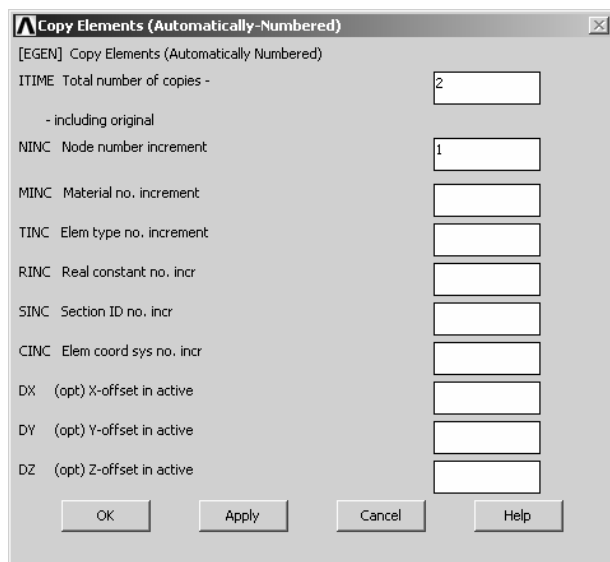 Copy Elements (Automatically-Numbered)
[EGEN] Copy Elements (Automatically Numbered)
ITIME Total number of copies - 2
- including original
NINC Node number increment 1
MINC Material no. increment
TINC Elem type no. increment
RINC Real constant no. incr
SINC Section ID no. incr
CINC Elem coord sys no. incr
DX (opt) X-offset in active
DY (opt) Y-offset in active
DZ (opt) Z-offset in active
OK Apply Cancel Help